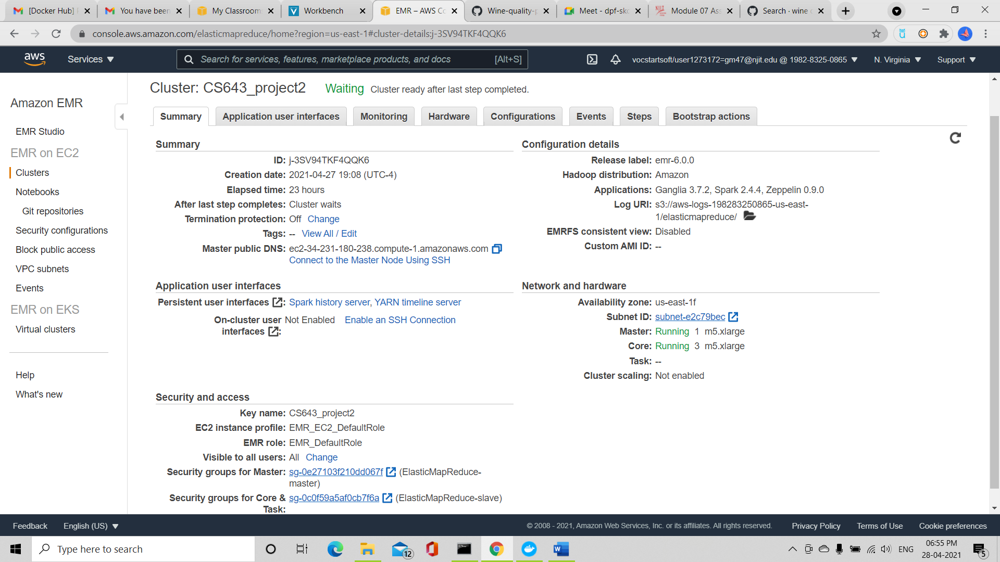 [Docker Hub]
You have been
My Classroom
Workbench
EMR – AWS Co
Wine-quality-p
Meet - dpf-skc
Module 07 Ass
Search · wine
console.aws.amazon.com/elasticmapreduce/home?region=us-east-1#cluster-details:j-3SV94TKF4QQK6
aws
Services
Search for services, features, marketplace products, and docs [Alt+S]
vocstartsoft/user1273172=gm47@njit.edu @ 1982-8325-0865
N. Virginia
Support
Amazon EMR
EMR Studio
EMR on EC2
Clusters
Notebooks
Git repositories
Security configurations
Block public access
VPC subnets
Events
EMR on EKS
Virtual clusters
Help
What's new
Cluster: CS643_project2 Waiting Cluster ready after last step completed.
Summary
Application user interfaces
Monitoring
Hardware
Configurations
Events
Steps
Bootstrap actions
Summary
ID: j-3SV94TKF4QQK6
Creation date: 2021-04-27 19:08 (UTC-4)
Elapsed time: 23 hours
After last step completes: Cluster waits
Termination protection: Off Change
Tags: -- View All / Edit
Master public DNS: ec2-34-231-180-238.compute-1.amazonaws.com
Connect to the Master Node Using SSH
Configuration details
Release label: emr-6.0.0
Hadoop distribution: Amazon
Applications: Ganglia 3.7.2, Spark 2.4.4, Zeppelin 0.9.0
Log URI: s3://aws-logs-198283250865-us-east-
1/elasticmapreduce/
EMRFS consistent view: Disabled
Custom AMI ID: --
Application user interfaces
Persistent user interfaces : Spark history server, YARN timeline server
On-cluster user Not Enabled Enable an SSH Connection
interfaces :
Network and hardware
Availability zone: us-east-1f
Subnet ID: subnet-e2c79bec
Master: Running 1 m5.xlarge
Core: Running 3 m5.xlarge
Task: --
Cluster scaling: Not enabled
Security and access
Key name: CS643_project2
EC2 instance profile: EMR_EC2_DefaultRole
EMR role: EMR_DefaultRole
Visible to all users: All Change
Security groups for Master: sg-0e27103f210dd067f (ElasticMapReduce-
master)
Security groups for Core & sg-0c0f59a5af0cb7f6a (ElasticMapReduce-slave)
Task:
Feedback
English (US)
© 2008 - 2021, Amazon Web Services, Inc. or its affiliates. All rights reserved.
Privacy Policy
Terms of Use
Cookie preferences
Type here to search
12
ENG
06:55 PM
28-04-2021
5